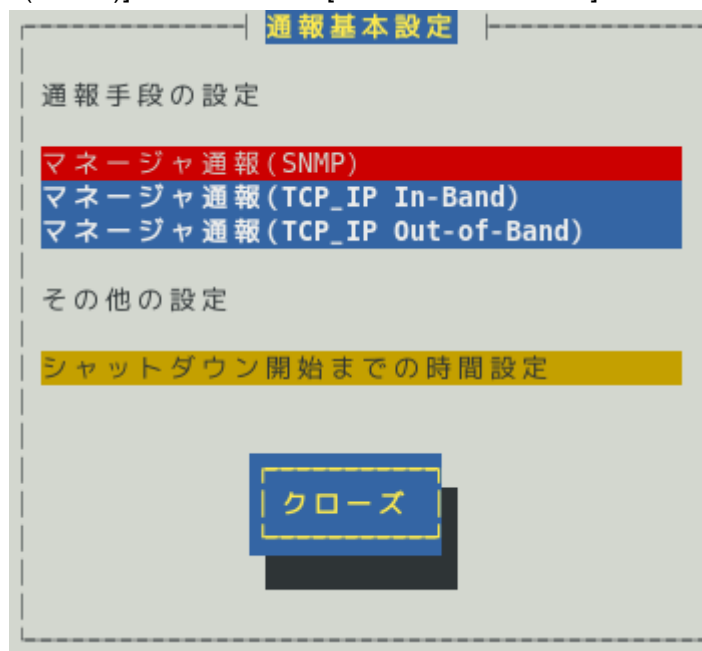 通報基本設定
通報手段の設定
マネージャ通報(SNMP)
マネージャ通報(TCP_IP In-Band)
マネージャ通報(TCP_IP Out-of-Band)
その他の設定
シャットダウン開始までの時間設定
クローズ